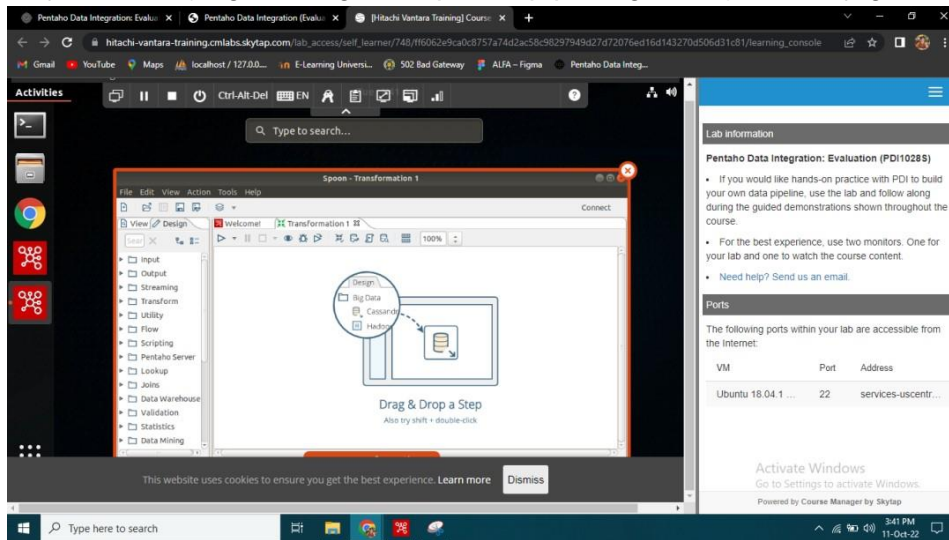 Pentaho Data Integration: Evalua
Pentaho Data Integration (Evalua
[Hitachi Vantara Training] Course
hitachi-vantara-training.cmlabs.skytap.com/lab_access/self_learner/748/ff6062e9ca0c8757a74d2ac58c98297949d27d72076ed16d143270d506d31c81/learning_console
Gmail
YouTube
Maps
localhost / 127.0.0....
E-Learning Universi...
502 Bad Gateway
ALFA – Figma
Pentaho Data Integ...
Activities
Ctrl-Alt-Del
EN
Type to search...
Spoon - Transformation 1
File Edit View Action Tools Help
Connect
View
Design
Welcome!
Transformation 1
100%
Input
Output
Streaming
Transform
Utility
Flow
Scripting
Pentaho Server
Lookup
Joins
Data Warehouse
Validation
Statistics
Data Mining
Design
Big Data
Cassand
Hadoo
Drag & Drop a Step
Also try shift + double-click
This website uses cookies to ensure you get the best experience. Learn more
Dismiss
Lab information
Pentaho Data Integration: Evaluation (PDI1028S)
• If you would like hands-on practice with PDI to build
your own data pipeline, use the lab and follow along
during the guided demonstrations shown throughout the
course.
• For the best experience, use two monitors. One for
your lab and one to watch the course content.
• Need help? Send us an email.
Ports
The following ports within your lab are accessible from
the Internet:
VM Port Address
Ubuntu 18.04.1 ... 22 services-uscentr...
Activate Windows
Go to Settings to activate Windows.
Powered by Course Manager by Skytap
Type here to search
3:41 PM
11-Oct-22